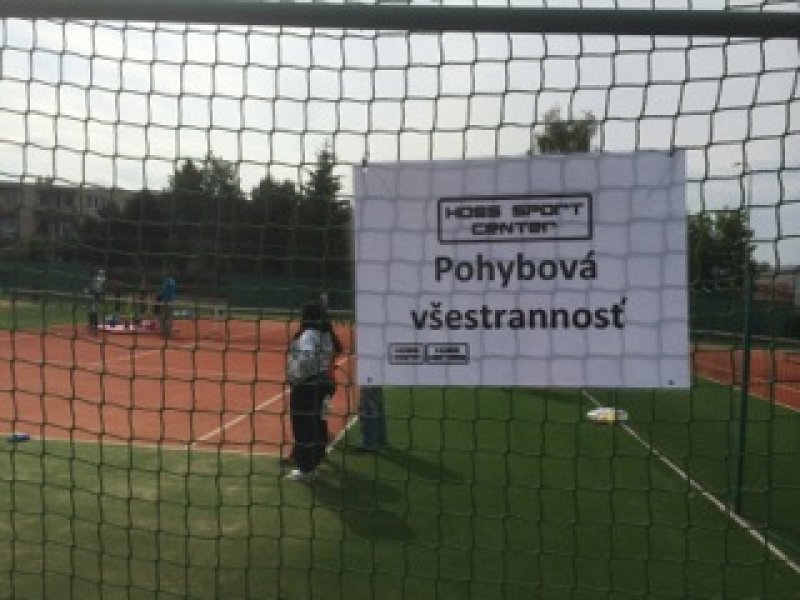 HOSS SPORT
CENTER
Pohybová
všestrannosť